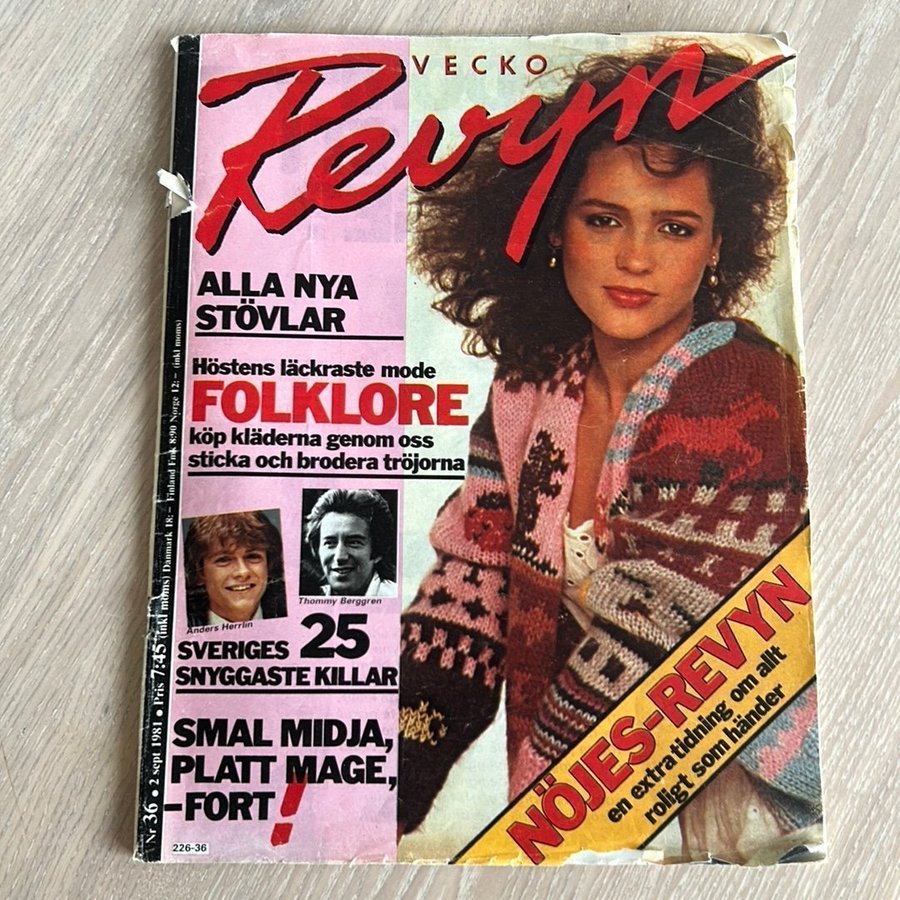 VECKO
Revyn
ALLA NYA
STÖVLAR
Höstens läckraste mode
FOLKLORE
köp kläderna genom oss
sticka och brodera tröjorna
Anders Herrlin
Thommy Berggren
SVERIGES 25
SNYGGASTE KILLAR
SMAL MIDJA,
PLATT MAGE,
–FORT!
226-36
NÖJES-REVYN
en extratidning om allt
roligt som händer
Nr 36 • 2 sept 1981 • Pris 7:45 (inkl moms) Danmark 18:– Finland Fmk 8:90 Norge 12:– (inkl moms)